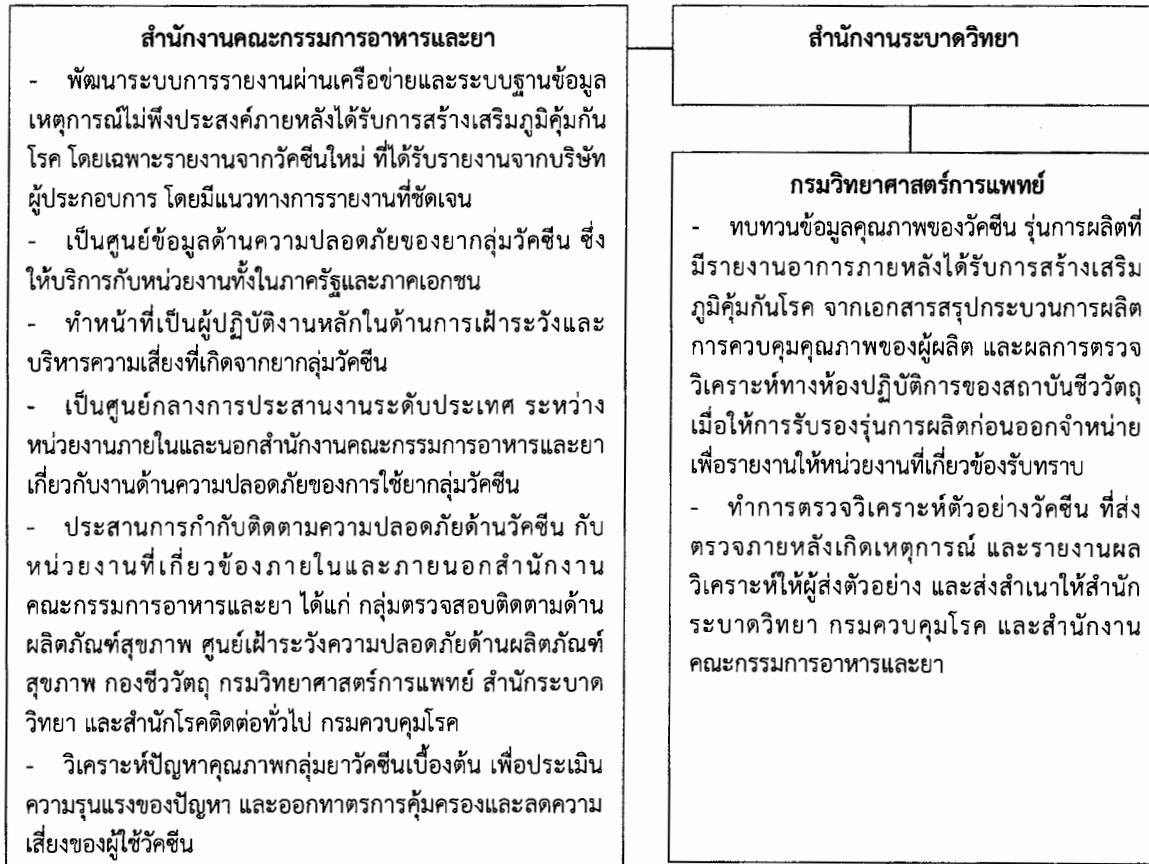 สำนักงานคณะกรรมการอาหารและยา
- พัฒนาระบบการรายงานผ่านเครือข่ายและระบบฐานข้อมูล
เหตุการณ์ไม่พึงประสงค์ภายหลังได้รับการสร้างเสริมภูมิคุ้มกัน
โรค โดยเฉพาะรายงานจากวัคซีนใหม่ ที่ได้รับรายงานจากบริษัท
ผู้ประกอบการ โดยมีแนวทางการรายงานที่ชัดเจน
- เป็นศูนย์ข้อมูลด้านความปลอดภัยของยากลุ่มวัคซีน ซึ่ง
ให้บริการกับหน่วยงานทั้งในภาครัฐและภาคเอกชน
- ทำหน้าที่เป็นผู้ปฏิบัติงานหลักในด้านการเฝ้าระวังและ
บริหารความเสี่ยงที่เกิดจากยากลุ่มวัคซีน
- เป็นศูนย์กลางการประสานงานระดับประเทศ ระหว่าง
หน่วยงานภายในและนอกสำนักงานคณะกรรมการอาหารและยา
เกี่ยวกับงานด้านความปลอดภัยของการใช้ยากลุ่มวัคซีน
- ประสานการกำกับติดตามความปลอดภัยด้านวัคซีน กับ
หน่วยงานที่เกี่ยวข้องภายในและภายนอกสำนักงาน
คณะกรรมการอาหารและยา ได้แก่ กลุ่มตรวจสอบติดตามด้าน
ผลิตภัณฑ์สุขภาพ ศูนย์เฝ้าระวังความปลอดภัยด้านผลิตภัณฑ์
สุขภาพ กองชีววัตถุ กรมวิทยาศาสตร์การแพทย์ สำนักระบาด
วิทยา และสำนักโรคติดต่อทั่วไป กรมควบคุมโรค
- วิเคราะห์ปัญหาคุณภาพกลุ่มยาวัคซีนเบื้องต้น เพื่อประเมิน
ความรุนแรงของปัญหา และออกทาตรการคุ้มครองและลดความ
เสี่ยงของผู้ใช้วัคซีน
สำนักงานระบาดวิทยา
กรมวิทยาศาสตร์การแพทย์
- ทบทวนข้อมูลคุณภาพของวัคซีน รุ่นการผลิตที่
มีรายงานอาการภายหลังได้รับการสร้างเสริม
ภูมิคุ้มกันโรค จากเอกสารสรุปกระบวนการผลิต
การควบคุมคุณภาพของผู้ผลิต และผลการตรวจ
วิเคราะห์ทางห้องปฏิบัติการของสถาบันชีววัตถุ
เมื่อให้การรับรองรุ่นการผลิตก่อนออกจำหน่าย
เพื่อรายงานให้หน่วยงานที่เกี่ยวข้องรับทราบ
- ทำการตรวจวิเคราะห์ตัวอย่างวัคซีน ที่ส่ง
ตรวจภายหลังเกิดเหตุการณ์ และรายงานผล
วิเคราะห์ให้ผู้ส่งตัวอย่าง และส่งสำเนาให้สำนัก
ระบาดวิทยา กรมควบคุมโรค และสำนักงาน
คณะกรรมการอาหารและยา